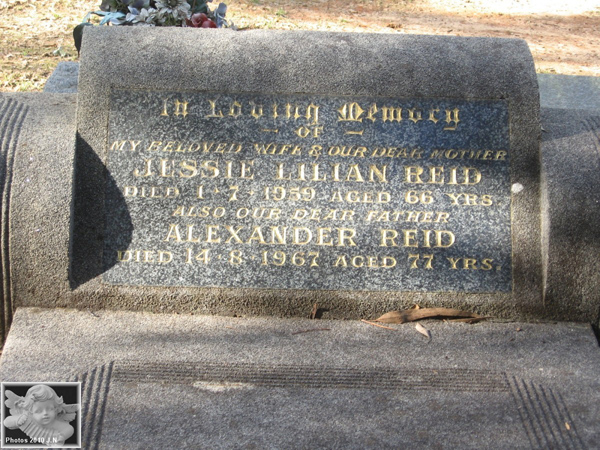 In Loving Memory
— OF —
MY BELOVED WIFE & OUR DEAR MOTHER
JESSIE LILIAN REID
DIED 1-7-1959 AGED 66 YRS.
ALSO OUR DEAR FATHER
ALEXANDER REID
DIED 14-8-1967 AGED 77 YRS.
Photos 2010 J.N